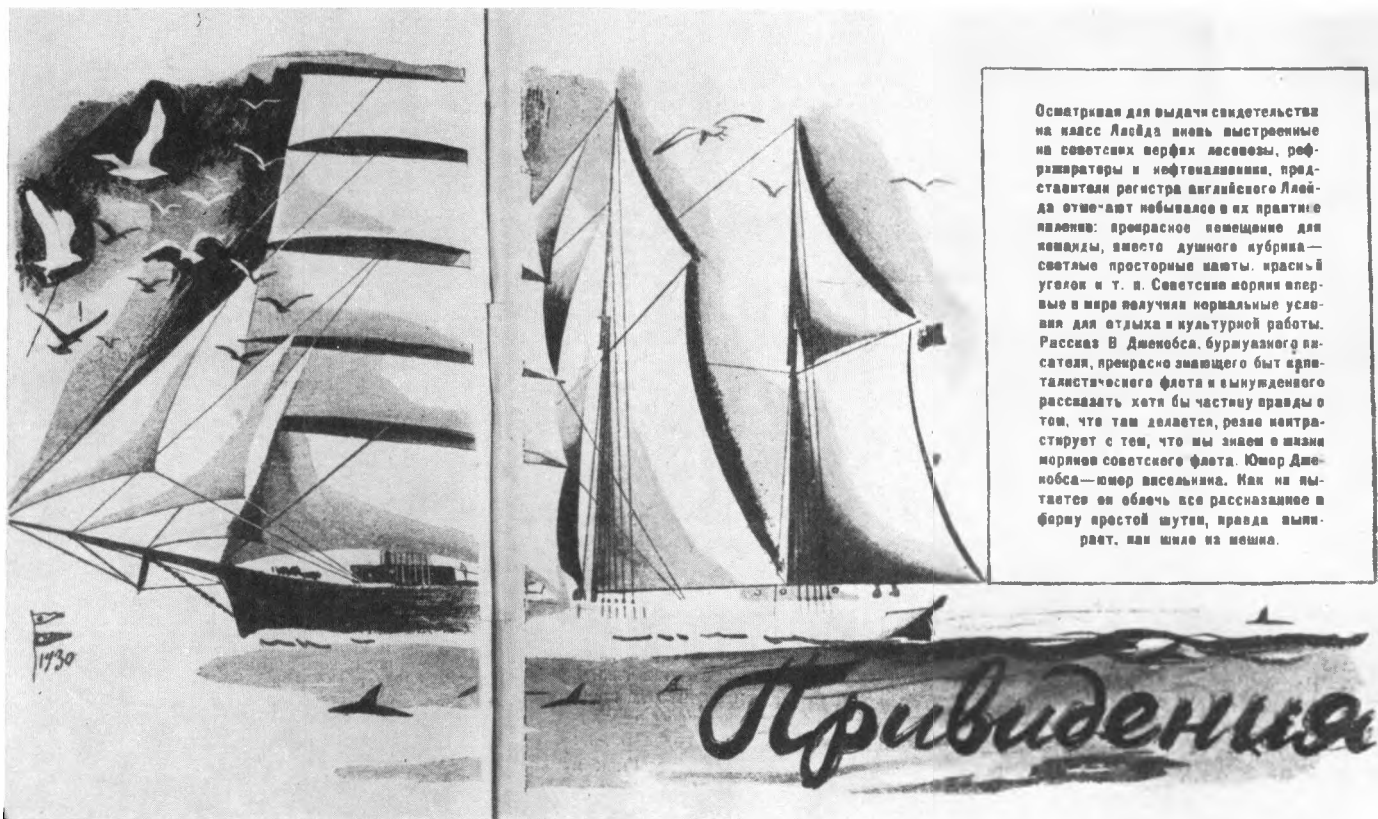 Осматривая для выдачи свидетельства
на класс Ллойда вновь выстроенные
на советских верфях лесовозы, реф-
рижираторы и нефтеналивники, пред-
ставители регистра английского Ллой-
да отмечают небывалое в их практике
явление: прекрасное помещение для
команды, вместо душного кубрика—
светлые просторные каюты, красный
уголок и т. п. Советские моряки впер-
вые в мире получили нормальные усло-
вия для отдыха и культурной работы.
Рассказ В Джекобса, буржуазного пи-
сателя, прекрасно знающего быт капи-
талистического флота и вынужденного
рассказать хотя бы частицу правды о
том, что там делается, резко контра-
стирует с тем, что мы знаем о жизни
моряков советского флота. Юмор Дже-
кобса—юмор висельника. Как ни пы-
тается он облечь все рассказанное в
форму простой шутки, правда выпи-
рает, как шило из мешка.
1930
Привидения